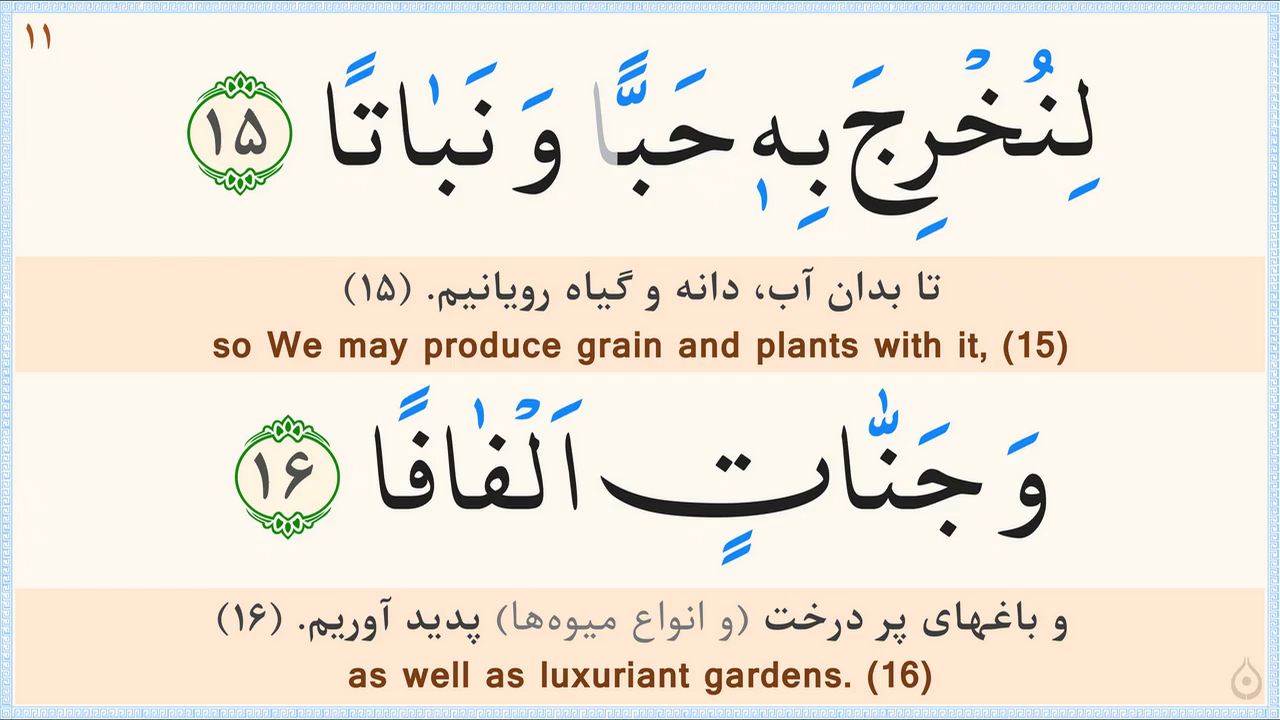 ۱۱
لِنُخْرِجَ بِهٖ حَبًّا وَ نَبٰاتًا ۱۵
تا بدان آب، دانه و گیاه رویانیم. (۱۵)
so We may produce grain and plants with it, (15)
وَ جَنّٰاتٍ اَلْفٰافًا ۱۶
و باغهای پر درخت (و انواع میوه‌ها) پدید آوریم. (۱۶)
as well as luxuriant gardens. (16)